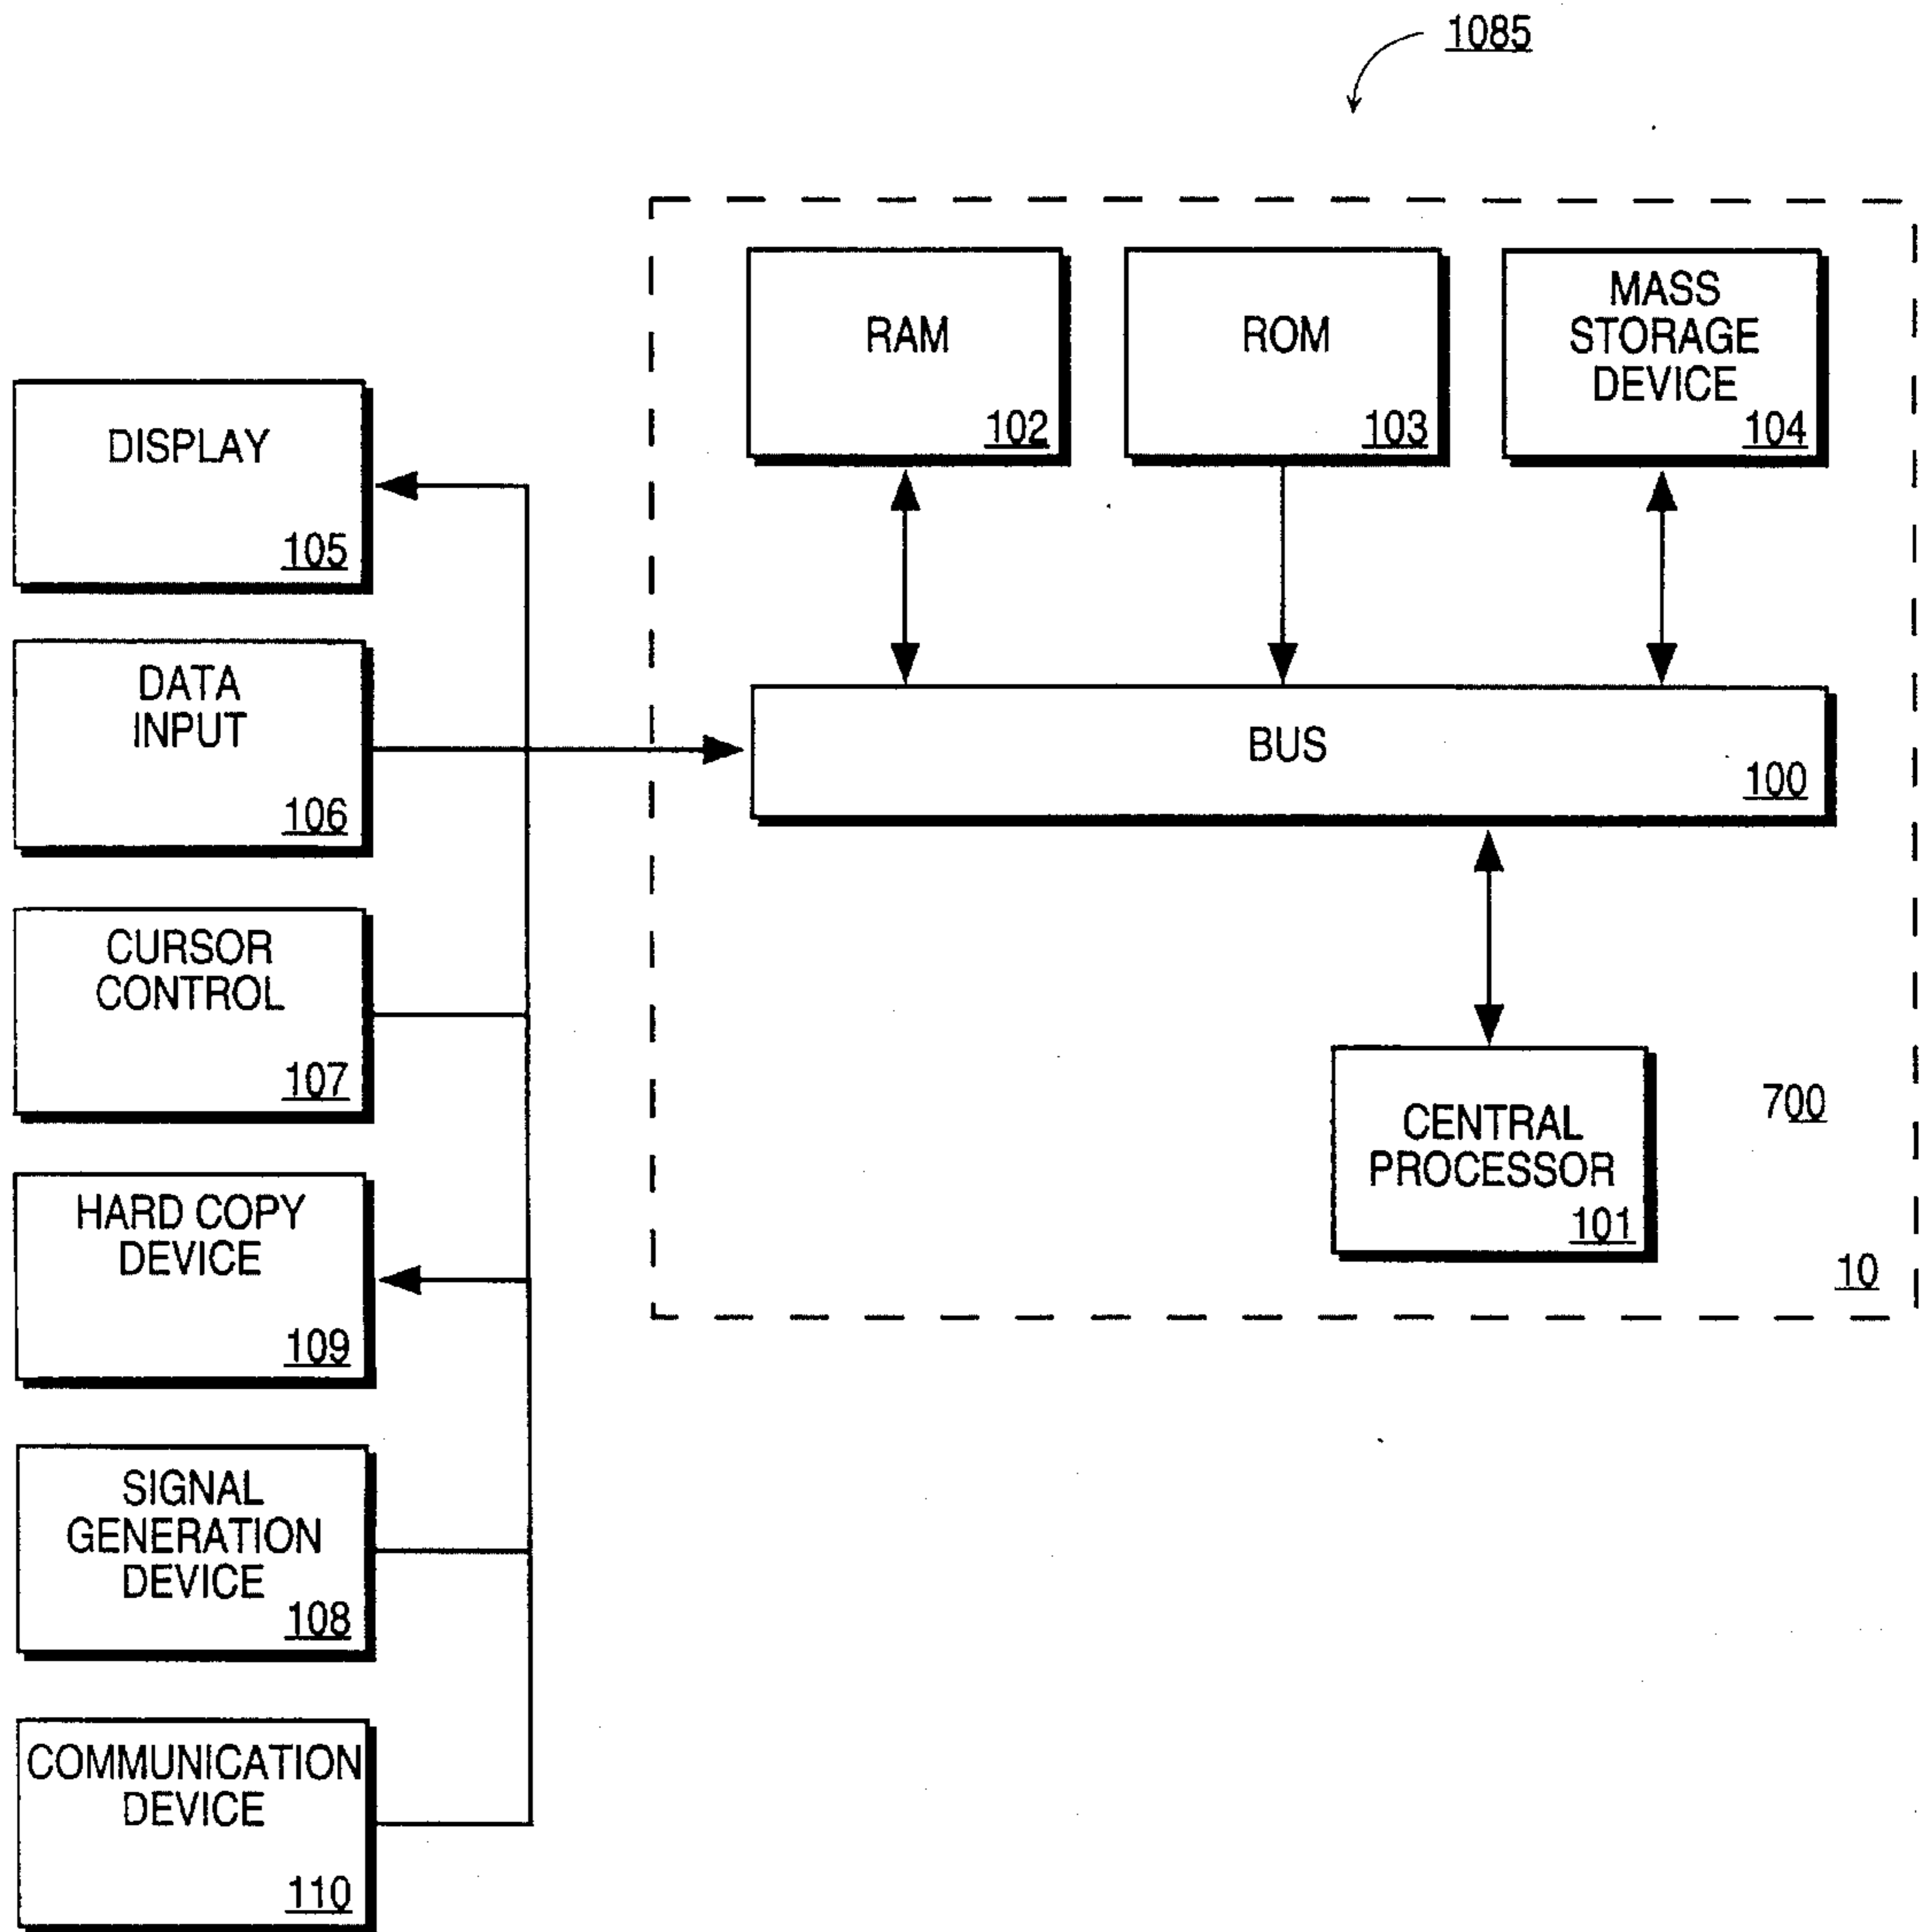 1085
RAM
102
ROM
103
MASS
STORAGE
DEVICE
104
DISPLAY
105
DATA
INPUT
106
BUS
100
CURSOR
CONTROL
107
CENTRAL
PROCESSOR
101
700
10
HARD COPY
DEVICE
109
SIGNAL
GENERATION
DEVICE
108
COMMUNICATION
DEVICE
110